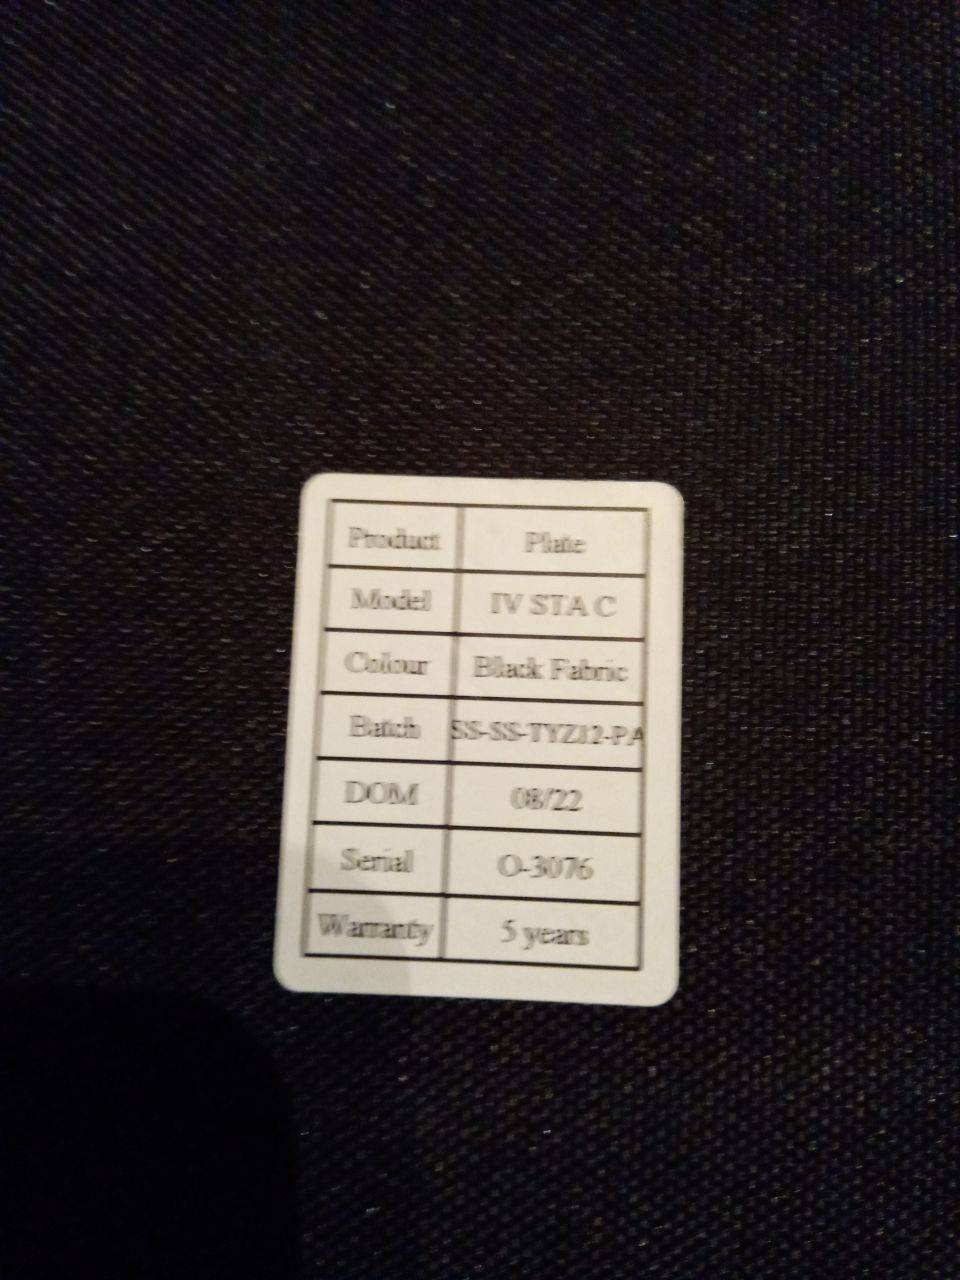 Product Plate
Model IV STA C
Colour Black Fabric
Batch SS-SS-TYZ12-PA
DOM 08/22
Serial O-3076
Warranty 5 years